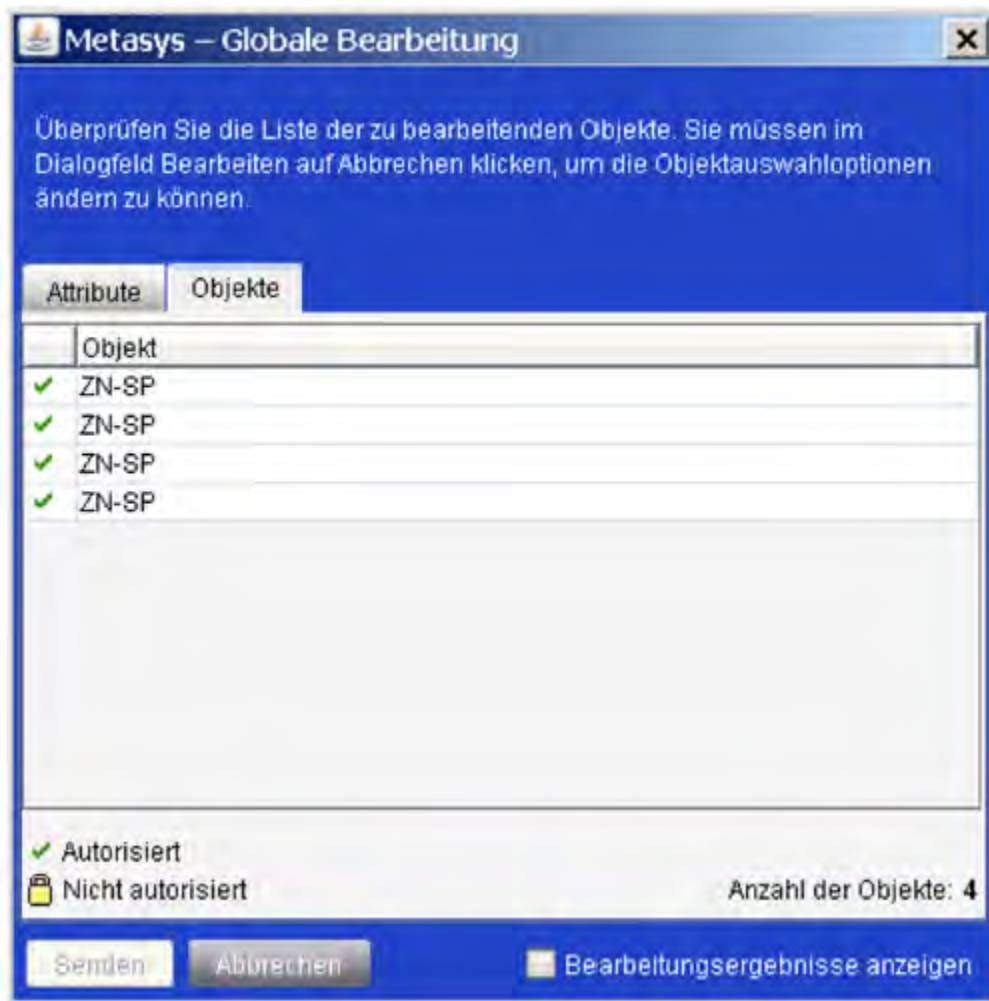 Metasys – Globale Bearbeitung
Überprüfen Sie die Liste der zu bearbeitenden Objekte. Sie müssen im
Dialogfeld Bearbeiten auf Abbrechen klicken, um die Objektauswahloptionen
ändern zu können.
Attribute Objekte
Objekt
ZN-SP
ZN-SP
ZN-SP
ZN-SP
Autorisiert
Nicht autorisiert Anzahl der Objekte: 4
Senden Abbrechen Bearbeitungsergebnisse anzeigen